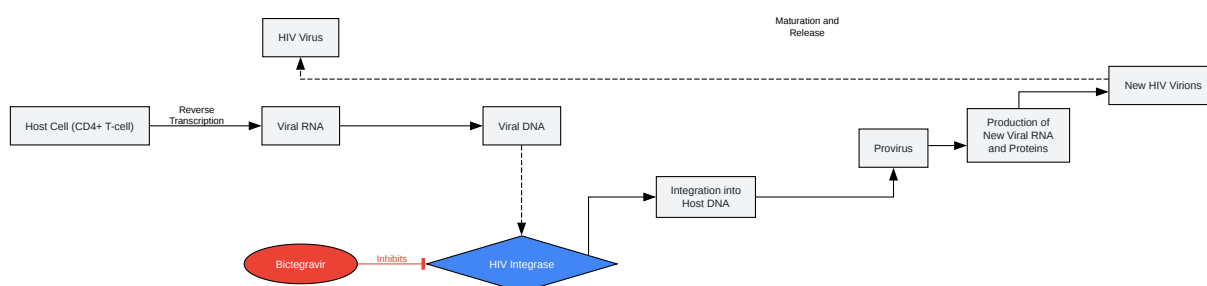 Maturation and
Release
HIV Virus
New HIV Virions
Host Cell (CD4+ T-cell)
Reverse
Transcription
Viral RNA
Viral DNA
Production of
New Viral RNA
and Proteins
Provirus
Integration into
Host DNA
Bictegravir
Inhibits
HIV Integrase